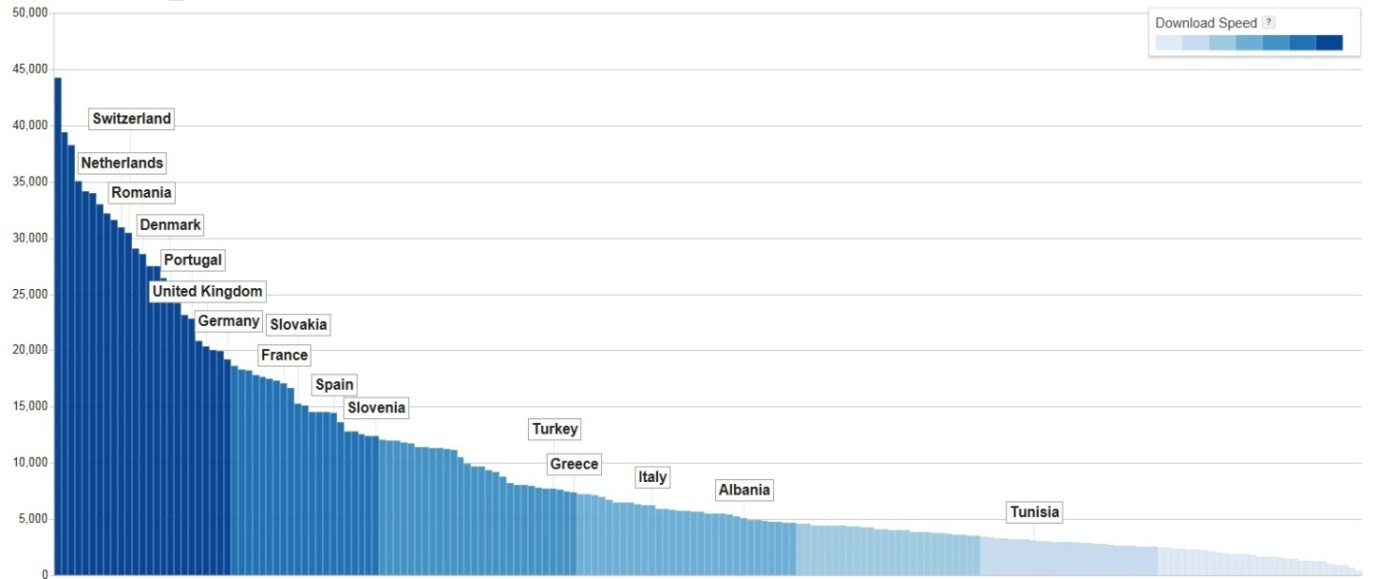 50,000
Download Speed ?
45,000
Switzerland
40,000
Netherlands
35,000
Romania
Denmark
30,000
Portugal
25,000
United Kingdom
Germany
Slovakia
20,000
France
Spain
15,000
Slovenia
Turkey
10,000
Greece
Italy
Albania
5,000
Tunisia
0